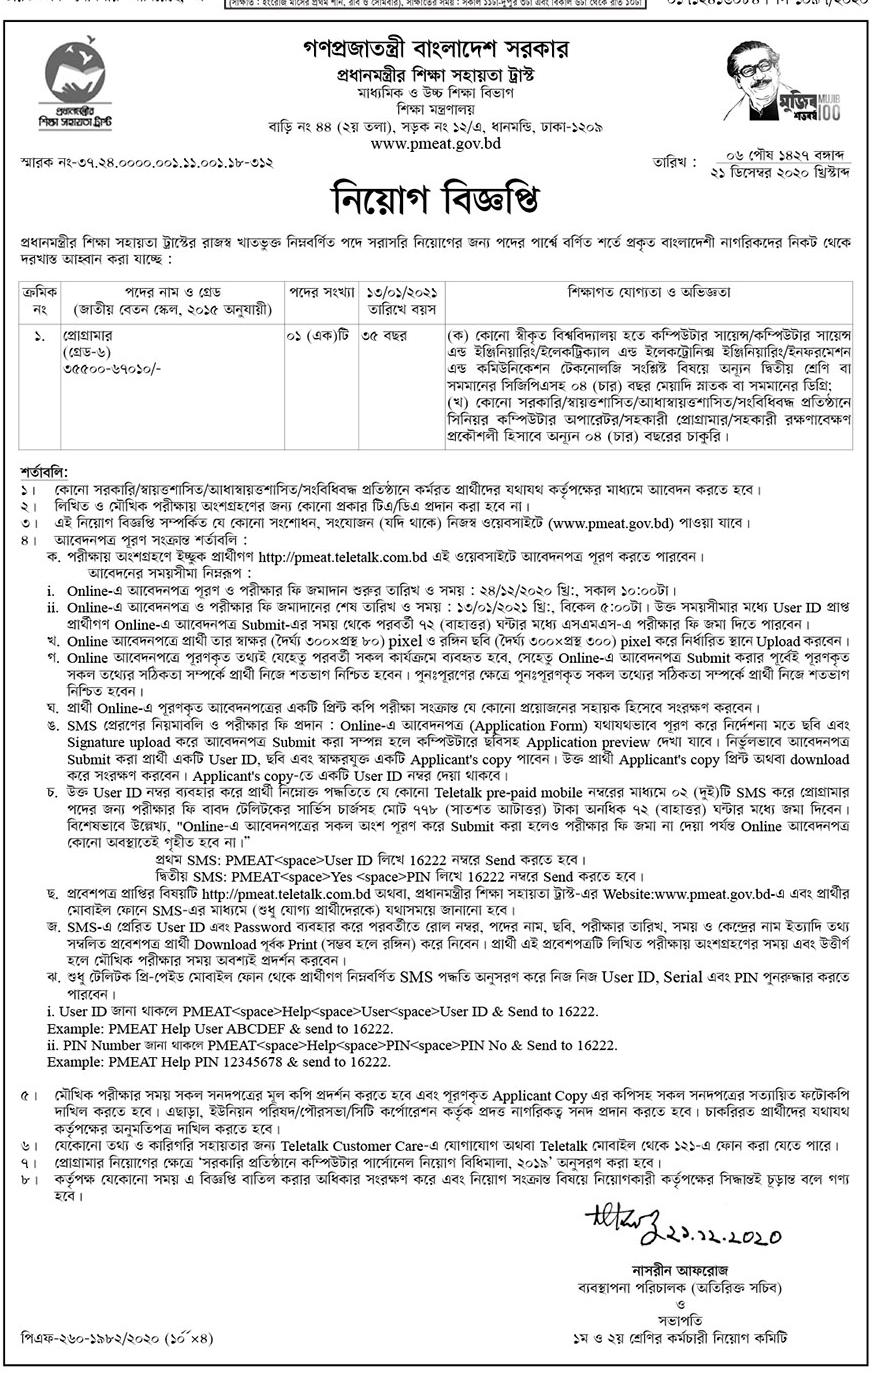 গণপ্রজাতন্ত্রী বাংলাদেশ সরকার
প্রধানমন্ত্রীর শিক্ষা সহায়তা ট্রাস্ট
মাধ্যমিক ও উচ্চ শিক্ষা বিভাগ
শিক্ষা মন্ত্রণালয়
বাড়ি নং ৪৪ (২য় তলা), সড়ক নং ১২/এ, ধানমন্ডি, ঢাকা-১২০৯
www.pmeat.gov.bd
প্রধানমন্ত্রীর
শিক্ষা সহায়তা ট্রাস্ট
মুজিব MUJIB
শতবর্ষ 100
স্মারক নং-৩৭.২৪.০০০০.০০১.১১.০০১.১৮-৩১২
তারিখ : ০৬ পৌষ ১৪২৭ বঙ্গাব্দ
২১ ডিসেম্বর ২০২০ খ্রিস্টাব্দ
নিয়োগ বিজ্ঞপ্তি
প্রধানমন্ত্রীর শিক্ষা সহায়তা ট্রাস্টের রাজস্ব খাতভুক্ত নিম্নবর্ণিত পদে সরাসরি নিয়োগের জন্য পদের পার্শ্বে বর্ণিত শর্তে প্রকৃত বাংলাদেশী নাগরিকদের নিকট থেকে
দরখাস্ত আহ্বান করা যাচ্ছে :
ক্রমিক নং
পদের নাম ও গ্রেড
(জাতীয় বেতন স্কেল, ২০১৫ অনুযায়ী)
পদের সংখ্যা
১৩/০১/২০২১
তারিখে বয়স
শিক্ষাগত যোগ্যতা ও অভিজ্ঞতা
১.
প্রোগ্রামার
(গ্রেড-৬)
৩৫৫০০-৬৭০১০/-
০১ (এক)টি
৩৫ বছর
(ক) কোনো স্বীকৃত বিশ্ববিদ্যালয় হতে কম্পিউটার সায়েন্স/কম্পিউটার সায়েন্স
এন্ড ইঞ্জিনিয়ারিং/ইলেকট্রিক্যাল এন্ড ইলেকট্রোনিক্স ইঞ্জিনিয়ারিং/ইনফরমেশন
এন্ড কমিউনিকেশন টেকনোলজি সংশ্লিষ্ট বিষয়ে অন্যূন দ্বিতীয় শ্রেণি বা
সমমানের সিজিপিএসহ ০৪ (চার) বছর মেয়াদি স্নাতক বা সমমানের ডিগ্রি;
(খ) কোনো সরকারি/স্বায়ত্তশাসিত/আধাস্বায়ত্তশাসিত/সংবিধিবদ্ধ প্রতিষ্ঠানে
সিনিয়র কম্পিউটার অপারেটর/সহকারী প্রোগ্রামার/সহকারী রক্ষণাবেক্ষণ
প্রকৌশলী হিসাবে অন্যূন ০৪ (চার) বছরের চাকুরি।
শর্তাবলি:
১। কোনো সরকারি/স্বায়ত্তশাসিত/আধাস্বায়ত্তশাসিত/সংবিধিবদ্ধ প্রতিষ্ঠানে কর্মরত প্রার্থীদের যথাযথ কর্তৃপক্ষের মাধ্যমে আবেদন করতে হবে।
২। লিখিত ও মৌখিক পরীক্ষায় অংশগ্রহণের জন্য কোনো প্রকার টিএ/ডিএ প্রদান করা হবে না।
৩। এই নিয়োগ বিজ্ঞপ্তি সম্পর্কিত যে কোনো সংশোধন, সংযোজন (যদি থাকে) নিজস্ব ওয়েবসাইটে (www.pmeat.gov.bd) পাওয়া যাবে।
৪। আবেদনপত্র পূরণ সংক্রান্ত শর্তাবলি :
ক. পরীক্ষায় অংশগ্রহণে ইচ্ছুক প্রার্থীগণ http://pmeat.teletalk.com.bd এই ওয়েবসাইটে আবেদনপত্র পূরণ করতে পারবেন।
আবেদনের সময়সীমা নিম্নরূপ :
i. Online-এ আবেদনপত্র পূরণ ও পরীক্ষার ফি জমাদান শুরুর তারিখ ও সময় : ২৪/১২/২০২০ খ্রি:, সকাল ১০:০০টা।
ii. Online-এ আবেদনপত্র ও পরীক্ষার ফি জমাদানের শেষ তারিখ ও সময় : ১৩/০১/২০২১ খ্রি:, বিকেল ৫:০০টা। উক্ত সময়সীমার মধ্যে User ID প্রাপ্ত
প্রার্থীগণ Online-এ আবেদনপত্র Submit-এর সময় থেকে পরবর্তী ৭২ (বাহাত্তর) ঘন্টার মধ্যে এসএমএস-এ পরীক্ষার ফি জমা দিতে পারবেন।
খ. Online আবেদনপত্রে প্রার্থী তার স্বাক্ষর (দৈর্ঘ্য ৩০০×প্রস্থ ৮০) pixel ও রঙ্গিন ছবি (দৈর্ঘ্য ৩০০×প্রস্থ ৩০০) pixel করে নির্ধারিত স্থানে Upload করবেন।
গ. Online আবেদনপত্রে পূরণকৃত তথ্যই যেহেতু পরবর্তী সকল কার্যক্রমে ব্যবহৃত হবে, সেহেতু Online-এ আবেদনপত্র Submit করার পূর্বেই পূরণকৃত
সকল তথ্যের সঠিকতা সম্পর্কে প্রার্থী নিজে শতভাগ নিশ্চিত হবেন। পুনঃপূরণের ক্ষেত্রে পুনঃপূরণকৃত সকল তথ্যের সঠিকতা সম্পর্কে প্রার্থী নিজে শতভাগ
নিশ্চিত হবেন।
ঘ. প্রার্থী Online-এ পূরণকৃত আবেদনপত্রের একটি প্রিন্ট কপি পরীক্ষা সংক্রান্ত যে কোনো প্রয়োজনের সহায়ক হিসেবে সংরক্ষণ করবেন।
ঙ. SMS প্রেরণের নিয়মাবলি ও পরীক্ষার ফি প্রদান : Online-এ আবেদনপত্র (Application Form) যথাযথভাবে পূরণ করে নির্দেশনা মতে ছবি এবং
Signature upload করে আবেদনপত্র Submit করা সম্পন্ন হলে কম্পিউটারে ছবিসহ Application preview দেখা যাবে। নির্ভুলভাবে আবেদনপত্র
Submit করা প্রার্থী একটি User ID, ছবি এবং স্বাক্ষরযুক্ত একটি Applicant's copy পাবেন। উক্ত প্রার্থী Applicant's copy প্রিন্ট অথবা download
করে সংরক্ষণ করবেন। Applicant's copy-তে একটি User ID নম্বর দেয়া থাকবে।
চ. উক্ত User ID নম্বর ব্যবহার করে প্রার্থী নিম্নোক্ত পদ্ধতিতে যে কোনো Teletalk pre-paid mobile নম্বরের মাধ্যমে ০২ (দুই)টি SMS করে প্রোগ্রামার
পদের জন্য পরীক্ষার ফি বাবদ টেলিটকের সার্ভিস চার্জসহ মোট ৭৭৮ (সাতশত আটাত্তর) টাকা অনধিক ৭২ (বাহাত্তর) ঘন্টার মধ্যে জমা দিবেন।
বিশেষভাবে উল্লেখ্য, "Online-এ আবেদনপত্রের সকল অংশ পূরণ করে Submit করা হলেও পরীক্ষার ফি জমা না দেয়া পর্যন্ত Online আবেদনপত্র
কোনো অবস্থাতেই গৃহীত হবে না।”
প্রথম SMS: PMEAT<space>User ID লিখে 16222 নম্বরে Send করতে হবে।
দ্বিতীয় SMS: PMEAT<space>Yes <space>PIN লিখে 16222 নম্বরে Send করতে হবে।
ছ. প্রবেশপত্র প্রাপ্তির বিষয়টি http://pmeat.teletalk.com.bd অথবা, প্রধানমন্ত্রীর শিক্ষা সহায়তা ট্রাস্ট-এর Website:www.pmeat.gov.bd-এ এবং প্রার্থীর
মোবাইল ফোনে SMS-এর মাধ্যমে (শুধু যোগ্য প্রার্থীদেরকে) যথাসময়ে জানানো হবে।
জ. SMS-এ প্রেরিত User ID এবং Password ব্যবহার করে পরবর্তীতে রোল নম্বর, পদের নাম, ছবি, পরীক্ষার তারিখ, সময় ও কেন্দ্রের নাম ইত্যাদি তথ্য
সম্বলিত প্রবেশপত্র প্রার্থী Download পূর্বক Print (সম্ভব হলে রঙ্গিন) করে নিবেন। প্রার্থী এই প্রবেশপত্রটি লিখিত পরীক্ষায় অংশগ্রহণের সময় এবং উত্তীর্ণ
হলে মৌখিক পরীক্ষার সময় অবশ্যই প্রদর্শন করবেন।
ঝ. শুধু টেলিটক প্রি-পেইড মোবাইল ফোন থেকে প্রার্থীগণ নিম্নবর্ণিত SMS পদ্ধতি অনুসরণ করে নিজ নিজ User ID, Serial এবং PIN পুনরুদ্ধার করতে
পারবেন।
i. User ID জানা থাকলে PMEAT<space>Help<space>User<space>User ID & Send to 16222.
Example: PMEAT Help User ABCDEF & send to 16222.
ii. PIN Number জানা থাকলে PMEAT<space>Help<space>PIN<space>PIN No & Send to 16222.
Example: PMEAT Help PIN 12345678 & send to 16222.
৫। মৌখিক পরীক্ষার সময় সকল সনদপত্রের মূল কপি প্রদর্শন করতে হবে এবং পূরণকৃত Applicant Copy এর কপিসহ সকল সনদপত্রের সত্যায়িত ফটোকপি
দাখিল করতে হবে। এছাড়া, ইউনিয়ন পরিষদ/পৌরসভা/সিটি কর্পোরেশন কর্তৃক প্রদত্ত নাগরিকত্ব সনদ প্রদান করতে হবে। চাকরিরত প্রার্থীদের যথাযথ
কর্তৃপক্ষের অনুমতিপত্র দাখিল করতে হবে।
৬। যেকোনো তথ্য ও কারিগরি সহায়তার জন্য Teletalk Customer Care-এ যোগাযোগ অথবা Teletalk মোবাইল থেকে ১২১-এ ফোন করা যেতে পারে।
৭। প্রোগ্রামার নিয়োগের ক্ষেত্রে ‘সরকারি প্রতিষ্ঠানে কম্পিউটার পার্সোনেল নিয়োগ বিধিমালা, ২০১৯’ অনুসরণ করা হবে।
৮। কর্তৃপক্ষ যেকোনো সময় এ বিজ্ঞপ্তি বাতিল করার অধিকার সংরক্ষণ করে এবং নিয়োগ সংক্রান্ত বিষয়ে নিয়োগকারী কর্তৃপক্ষের সিদ্ধান্তই চূড়ান্ত বলে গণ্য
হবে।
২১.১২.২০২০
নাসরীন আফরোজ
ব্যবস্থাপনা পরিচালক (অতিরিক্ত সচিব)
ও
সভাপতি
১ম ও ২য় শ্রেণির কর্মচারী নিয়োগ কমিটি
পিএফ-২৬০-১৯৮২/২০২০ (১০˝×৪)